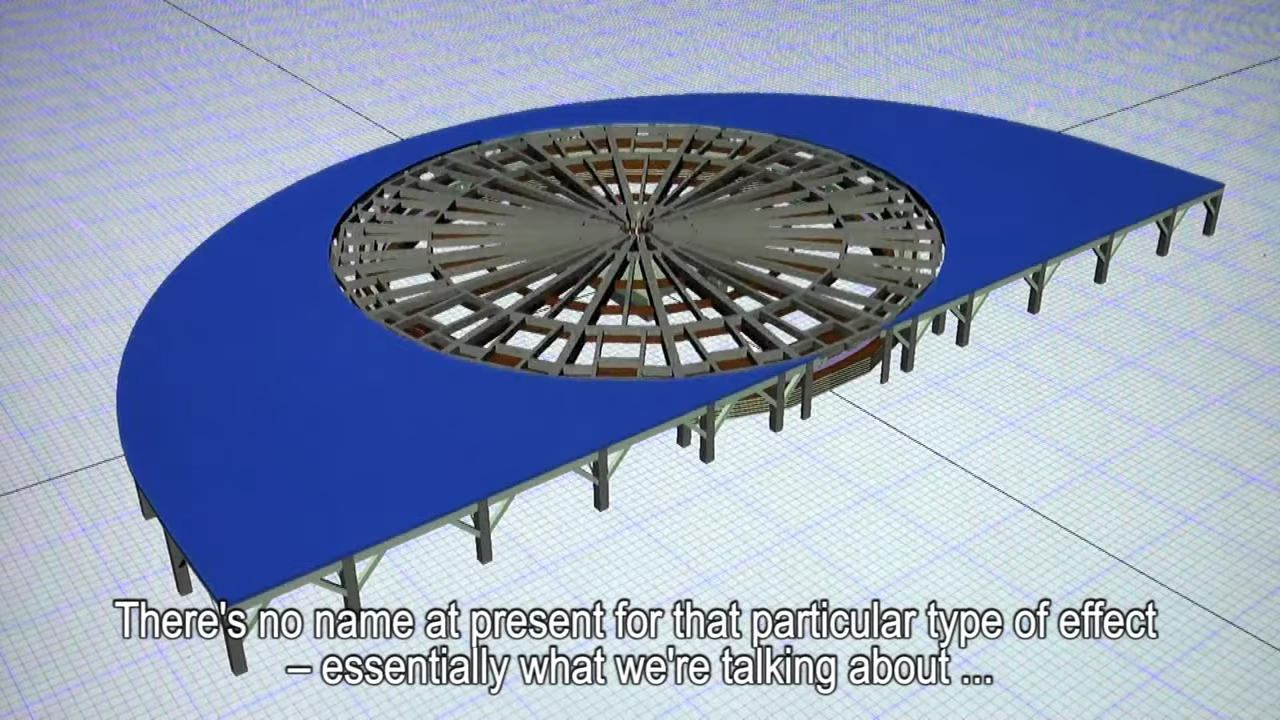 There's no name at present for that particular type of effect
– essentially what we're talking about ...